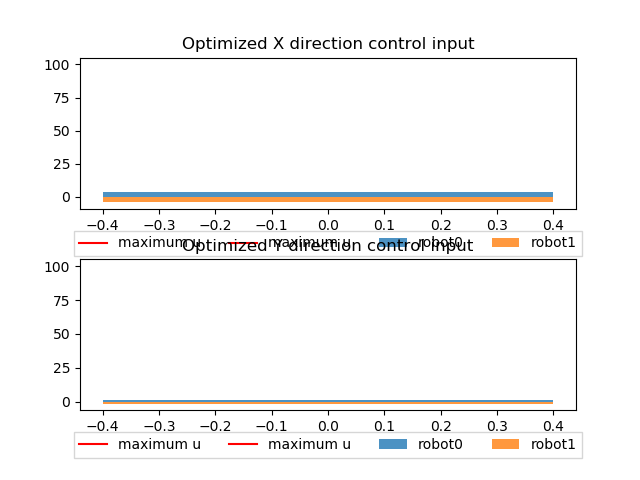 Optimized X direction control input
100
75
50
25
0
−0.4 −0.3 −0.2 −0.1 0.0 0.1 0.2 0.3 0.4
maximum u maximum u robot0 robot1
Optimized Y direction control input
100
75
50
25
0
−0.4 −0.3 −0.2 −0.1 0.0 0.1 0.2 0.3 0.4
maximum u maximum u robot0 robot1